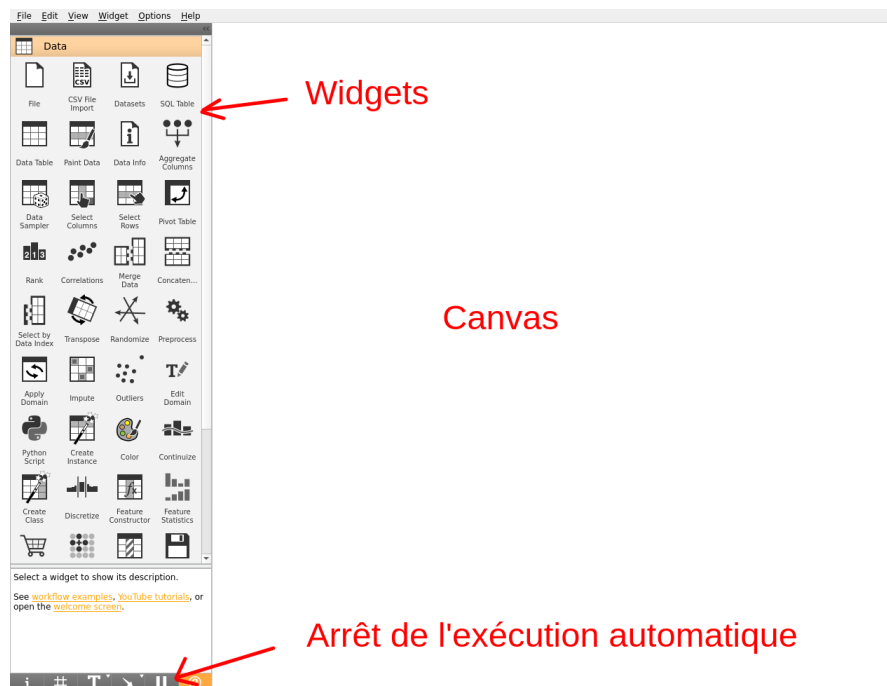 File Edit View Widget Options Help
Data
File
CSV File
Import
Datasets
SQL Table
Widgets
Data Table
Paint Data
Data Info
Aggregate
Columns
Data
Sampler
Select
Columns
Select
Rows
Pivot Table
Rank
Correlations
Merge
Data
Concaten...
Canvas
Select by
Data Index
Transpose
Randomize
Preprocess
Apply
Domain
Impute
Outliers
Edit
Domain
Python
Script
Create
Instance
Color
Continuize
Create
Class
Discretize
Feature
Constructor
Feature
Statistics
Select a widget to show its description.
See workflow examples, YouTube tutorials, or
open the welcome screen.
Arrêt de l'exécution automatique